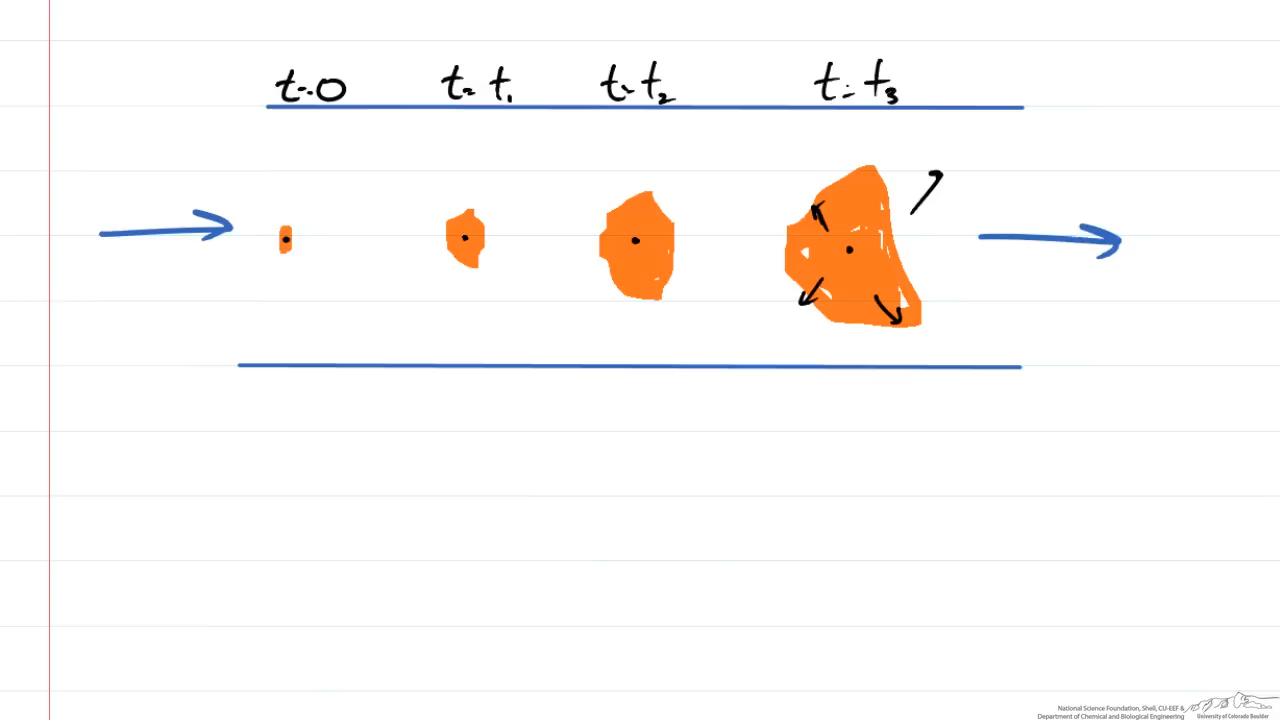 t=0 t=t₁ t=t₂ t=t₃
National Science Foundation, Shell, CU-EEF &
Department of Chemical and Biological Engineering
University of Colorado Boulder